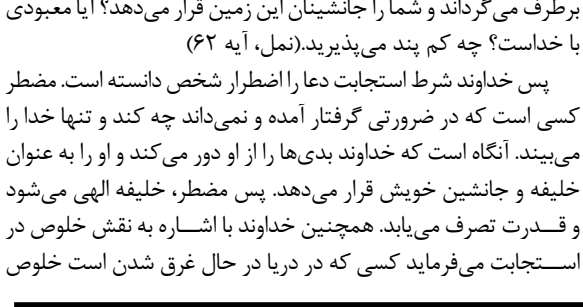 برطرف می‌گرداند و شما را جانشینان این زمین قرار می‌دهد؟ آیا معبودی
با خداست؟ چه کم پند می‌پذیرید.(نمل، آیه ۶۲)
پس خداوند شرط استجابت دعا را اضطرار شخص دانسته است. مضطر
کسی است که در ضرورتی گرفتار آمده و نمی‌داند چه کند و تنها خدا را
می‌بیند. آنگاه است که خداوند بدی‌ها را از او دور می‌کند و او را به عنوان
خلیفه و جانشین خویش قرار می‌دهد. پس مضطر، خلیفه الهی می‌شود
و قدرت تصرف می‌یابد. همچنین خداوند با اشاره به نقش خلوص در
استجابت می‌فرماید کسی که در دریا در حال غرق شدن است خلوص